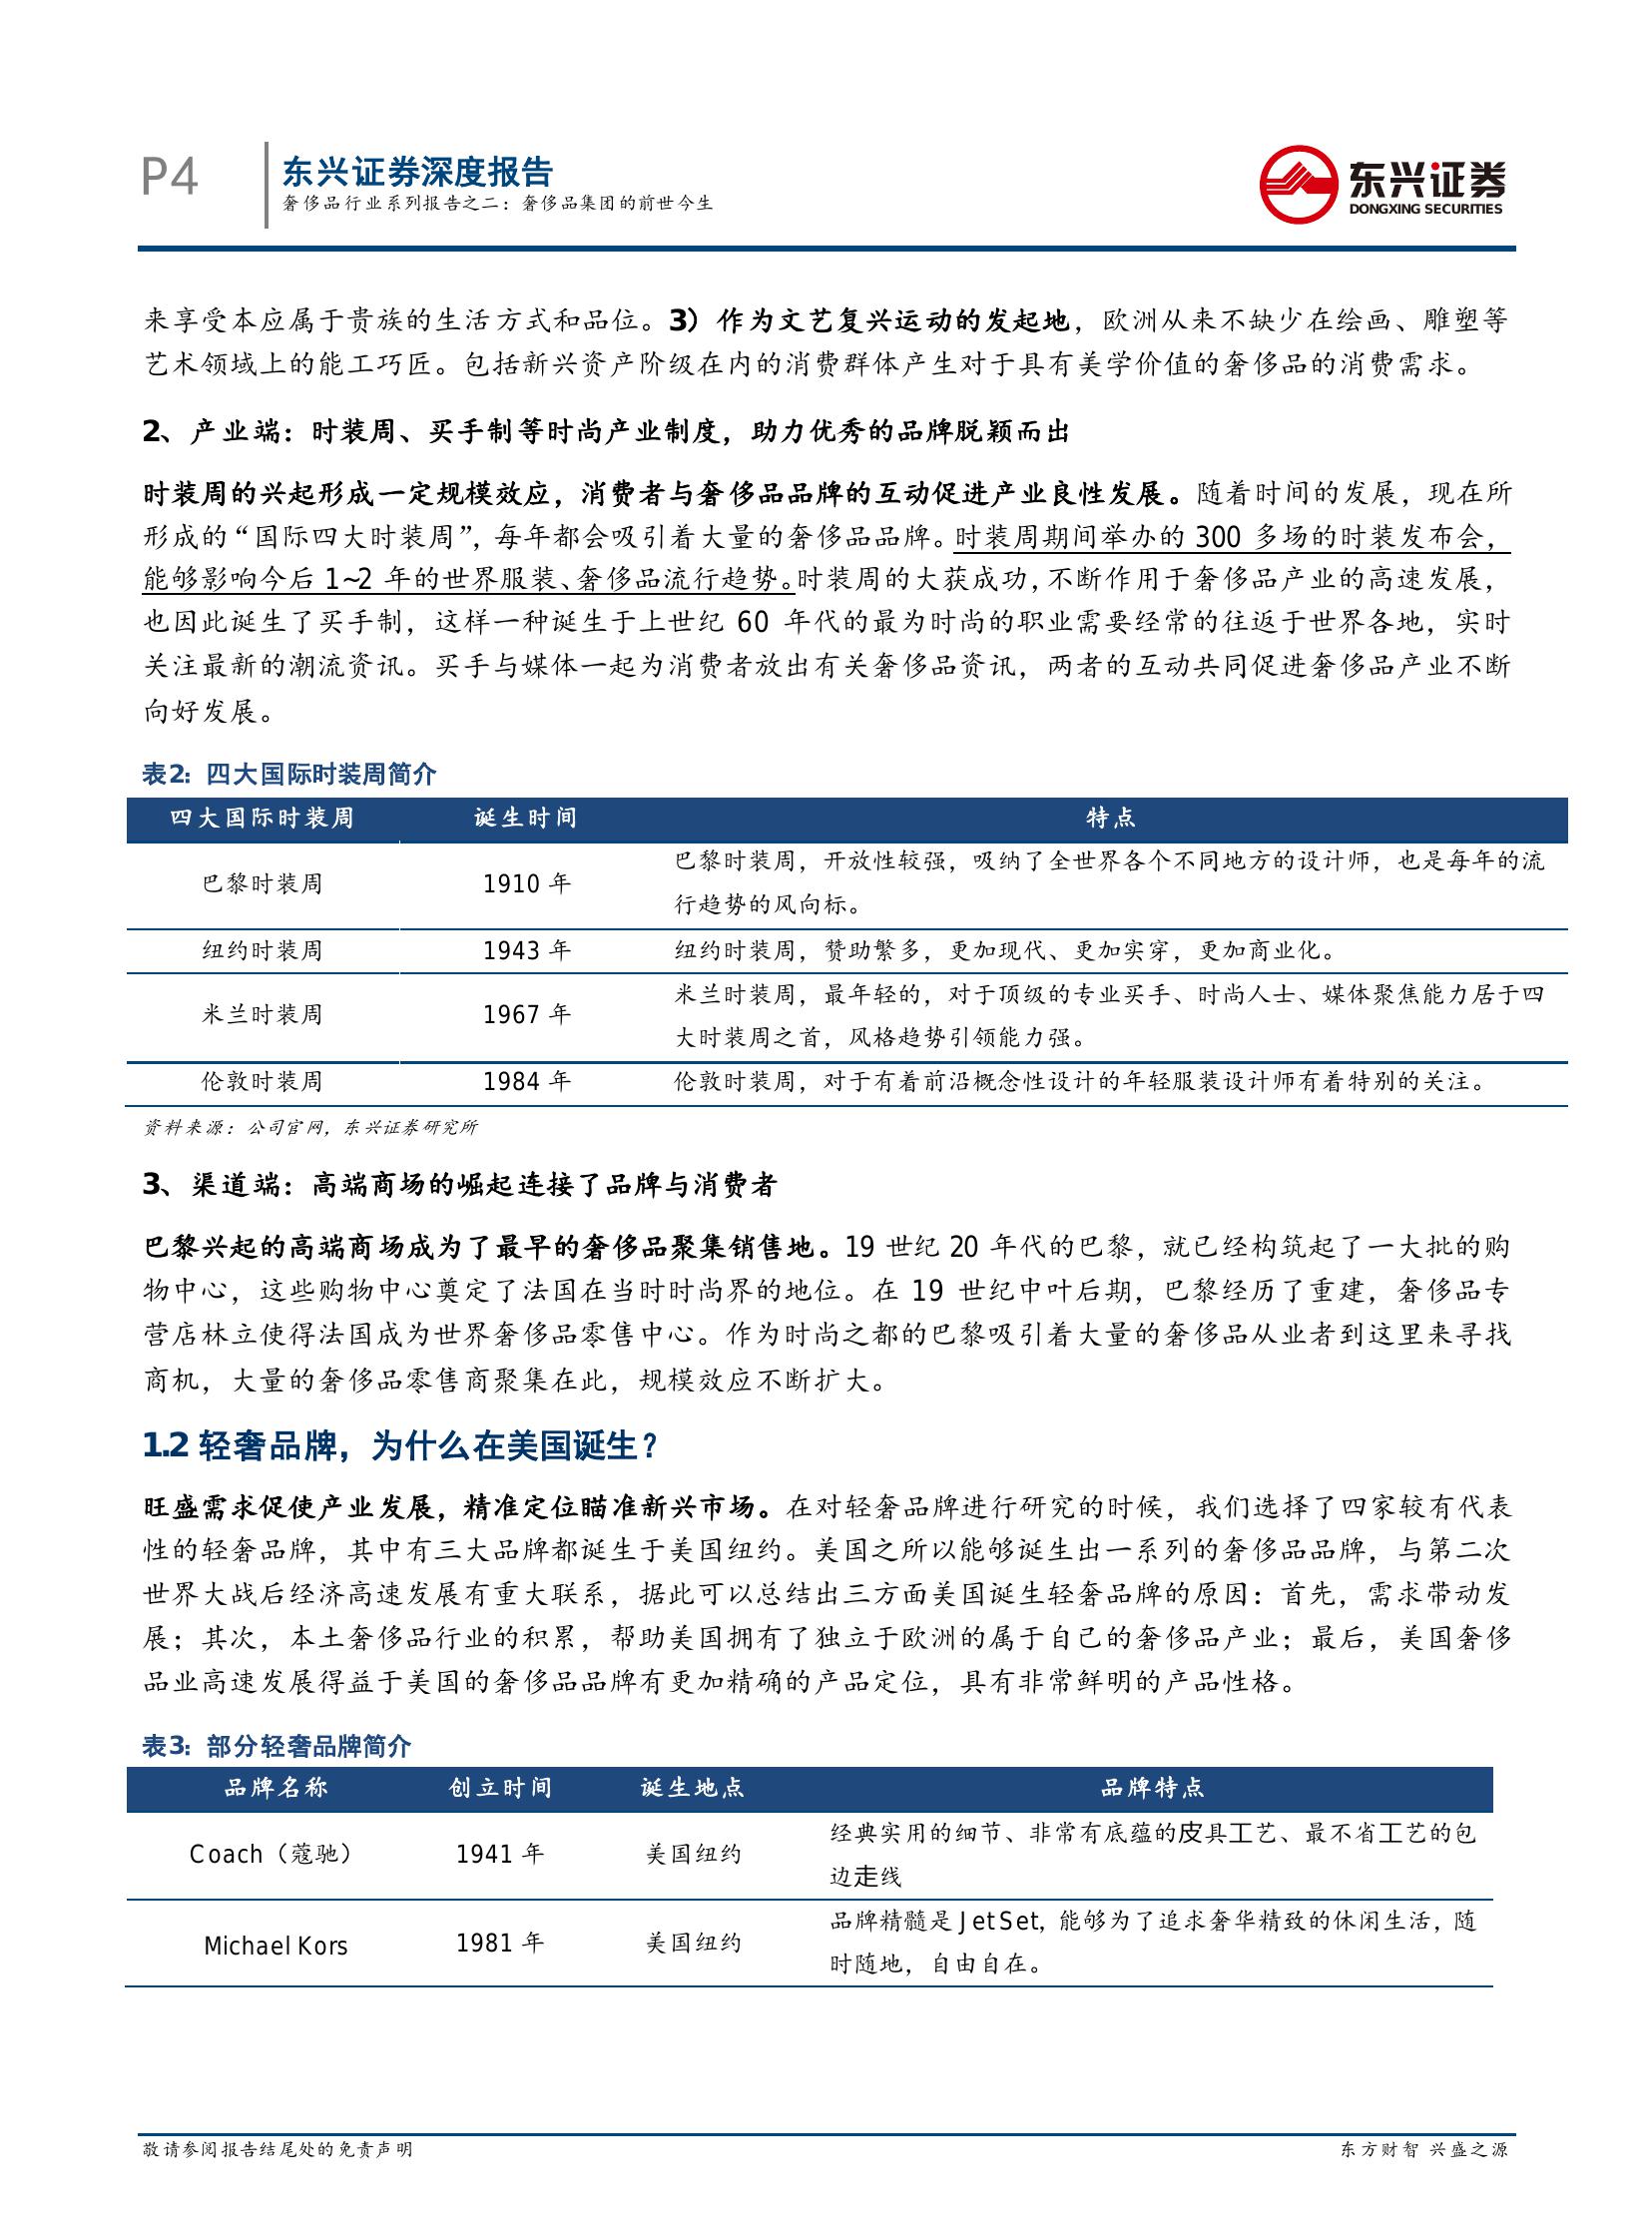 P4
东兴证券深度报告
奢侈品行业系列报告之二：奢侈品集团的前世今生
东兴证券
DONGXING SECURITIES
来享受本应属于贵族的生活方式和品位。3）作为文艺复兴运动的发起地，欧洲从来不缺少在绘画、雕塑等
艺术领域上的能工巧匠。包括新兴资产阶级在内的消费群体产生对于具有美学价值的奢侈品的消费需求。
2、产业端：时装周、买手制等时尚产业制度，助力优秀的品牌脱颖而出
时装周的兴起形成一定规模效应，消费者与奢侈品品牌的互动促进产业良性发展。随着时间的发展，现在所
形成的“国际四大时装周”，每年都会吸引着大量的奢侈品品牌。时装周期间举办的 300 多场的时装发布会，
能够影响今后 1~2 年的世界服装、奢侈品流行趋势。时装周的大获成功，不断作用于奢侈品产业的高速发展，
也因此诞生了买手制，这样一种诞生于上世纪 60 年代的最为时尚的职业需要经常的往返于世界各地，实时
关注最新的潮流资讯。买手与媒体一起为消费者放出有关奢侈品资讯，两者的互动共同促进奢侈品产业不断
向好发展。
表2：四大国际时装周简介
四大国际时装周 诞生时间 特点
巴黎时装周 1910 年 巴黎时装周，开放性较强，吸纳了全世界各个不同地方的设计师，也是每年的流
行趋势的风向标。
纽约时装周 1943 年 纽约时装周，赞助繁多，更加现代、更加实穿，更加商业化。
米兰时装周 1967 年 米兰时装周，最年轻的，对于顶级的专业买手、时尚人士、媒体聚焦能力居于四
大时装周之首，风格趋势引领能力强。
伦敦时装周 1984 年 伦敦时装周，对于有着前沿概念性设计的年轻服装设计师有着特别的关注。
资料来源：公司官网，东兴证券研究所
3、渠道端：高端商场的崛起连接了品牌与消费者
巴黎兴起的高端商场成为了最早的奢侈品聚集销售地。19 世纪 20 年代的巴黎，就已经构筑起了一大批的购
物中心，这些购物中心奠定了法国在当时时尚界的地位。在 19 世纪中叶后期，巴黎经历了重建，奢侈品专
营店林立使得法国成为世界奢侈品零售中心。作为时尚之都的巴黎吸引着大量的奢侈品从业者到这里来寻找
商机，大量的奢侈品零售商聚集在此，规模效应不断扩大。
1.2 轻奢品牌，为什么在美国诞生？
旺盛需求促使产业发展，精准定位瞄准新兴市场。在对轻奢品牌进行研究的时候，我们选择了四家较有代表
性的轻奢品牌，其中有三大品牌都诞生于美国纽约。美国之所以能够诞生出一系列的奢侈品品牌，与第二次
世界大战后经济高速发展有重大联系，据此可以总结出三方面美国诞生轻奢品牌的原因：首先，需求带动发
展；其次，本土奢侈品行业的积累，帮助美国拥有了独立于欧洲的属于自己的奢侈品产业；最后，美国奢侈
品业高速发展得益于美国的奢侈品品牌有更加精确的产品定位，具有非常鲜明的产品性格。
表3：部分轻奢品牌简介
品牌名称 创立时间 诞生地点 品牌特点
Coach（蔻驰） 1941 年 美国纽约 经典实用的细节、非常有底蕴的皮具工艺、最不省工艺的包
边走线
Michael Kors 1981 年 美国纽约 品牌精髓是 Jet Set，能够为了追求奢华精致的休闲生活，随
时随地，自由自在。
敬请参阅报告结尾处的免责声明 东方财智 兴盛之源